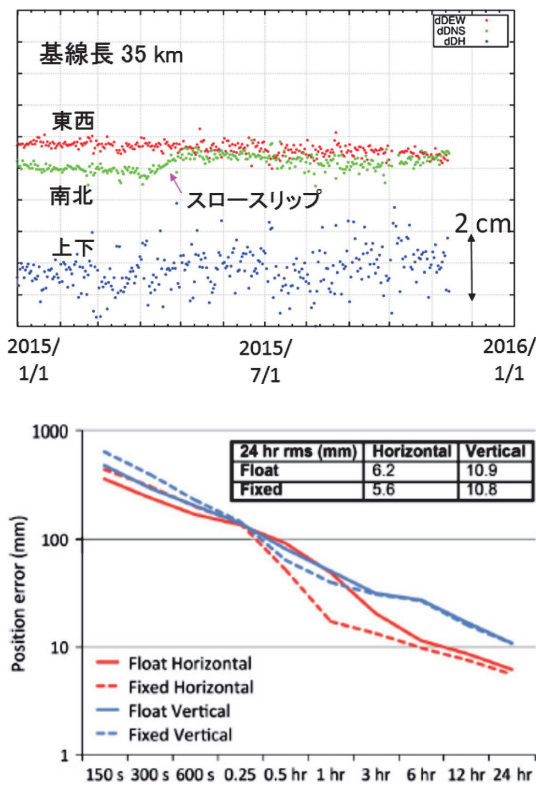 dDEW
dDNS
dDH
基線長 35 km
東西
南北
スロースリップ
上下
2 cm
2015/
1/1
2015/
7/1
2016/
1/1
1000
100
10
1
Position error (mm)
24 hr rms (mm) Horizontal Vertical
Float 6.2 10.9
Fixed 5.6 10.8
Float Horizontal
Fixed Horizontal
Float Vertical
Fixed Vertical
150 s 300 s 600 s 0.25 0.5 hr 1 hr 3 hr 6 hr 12 hr 24 hr